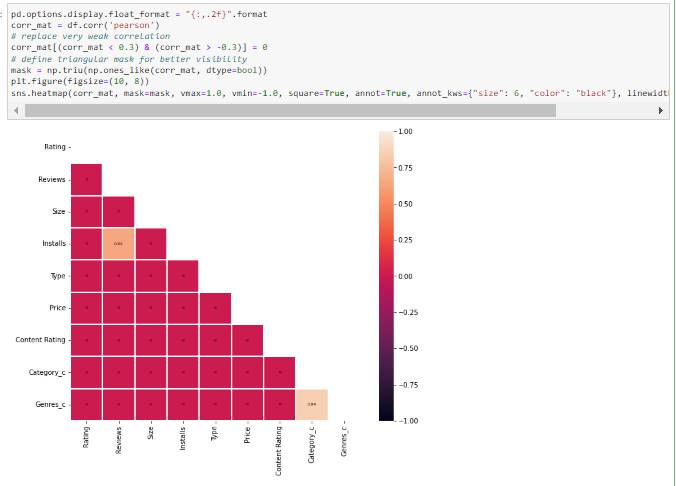 pd.options.display.float_format = "{:,.2f}".format
corr_mat = df.corr('pearson')
# replace very weak correlation
corr_mat[(corr_mat < 0.3) & (corr_mat > -0.3)] = 0
# define triangular mask for better visibility
mask = np.triu(np.ones_like(corr_mat, dtype=bool))
plt.figure(figsize=(10, 8))
sns.heatmap(corr_mat, mask=mask, vmax=1.0, vmin=-1.0, square=True, annot=True, annot_kws={"size": 6, "color": "black"}, linewidt
Rating
Reviews
Size
Installs
Type
Price
Content Rating
Category_c
Genres_c
Rating
Reviews
Size
Installs
Type
Price
Content Rating
Category_c
Genres_c
1.00
0.75
0.50
0.25
0.00
−0.25
−0.50
−0.75
−1.00